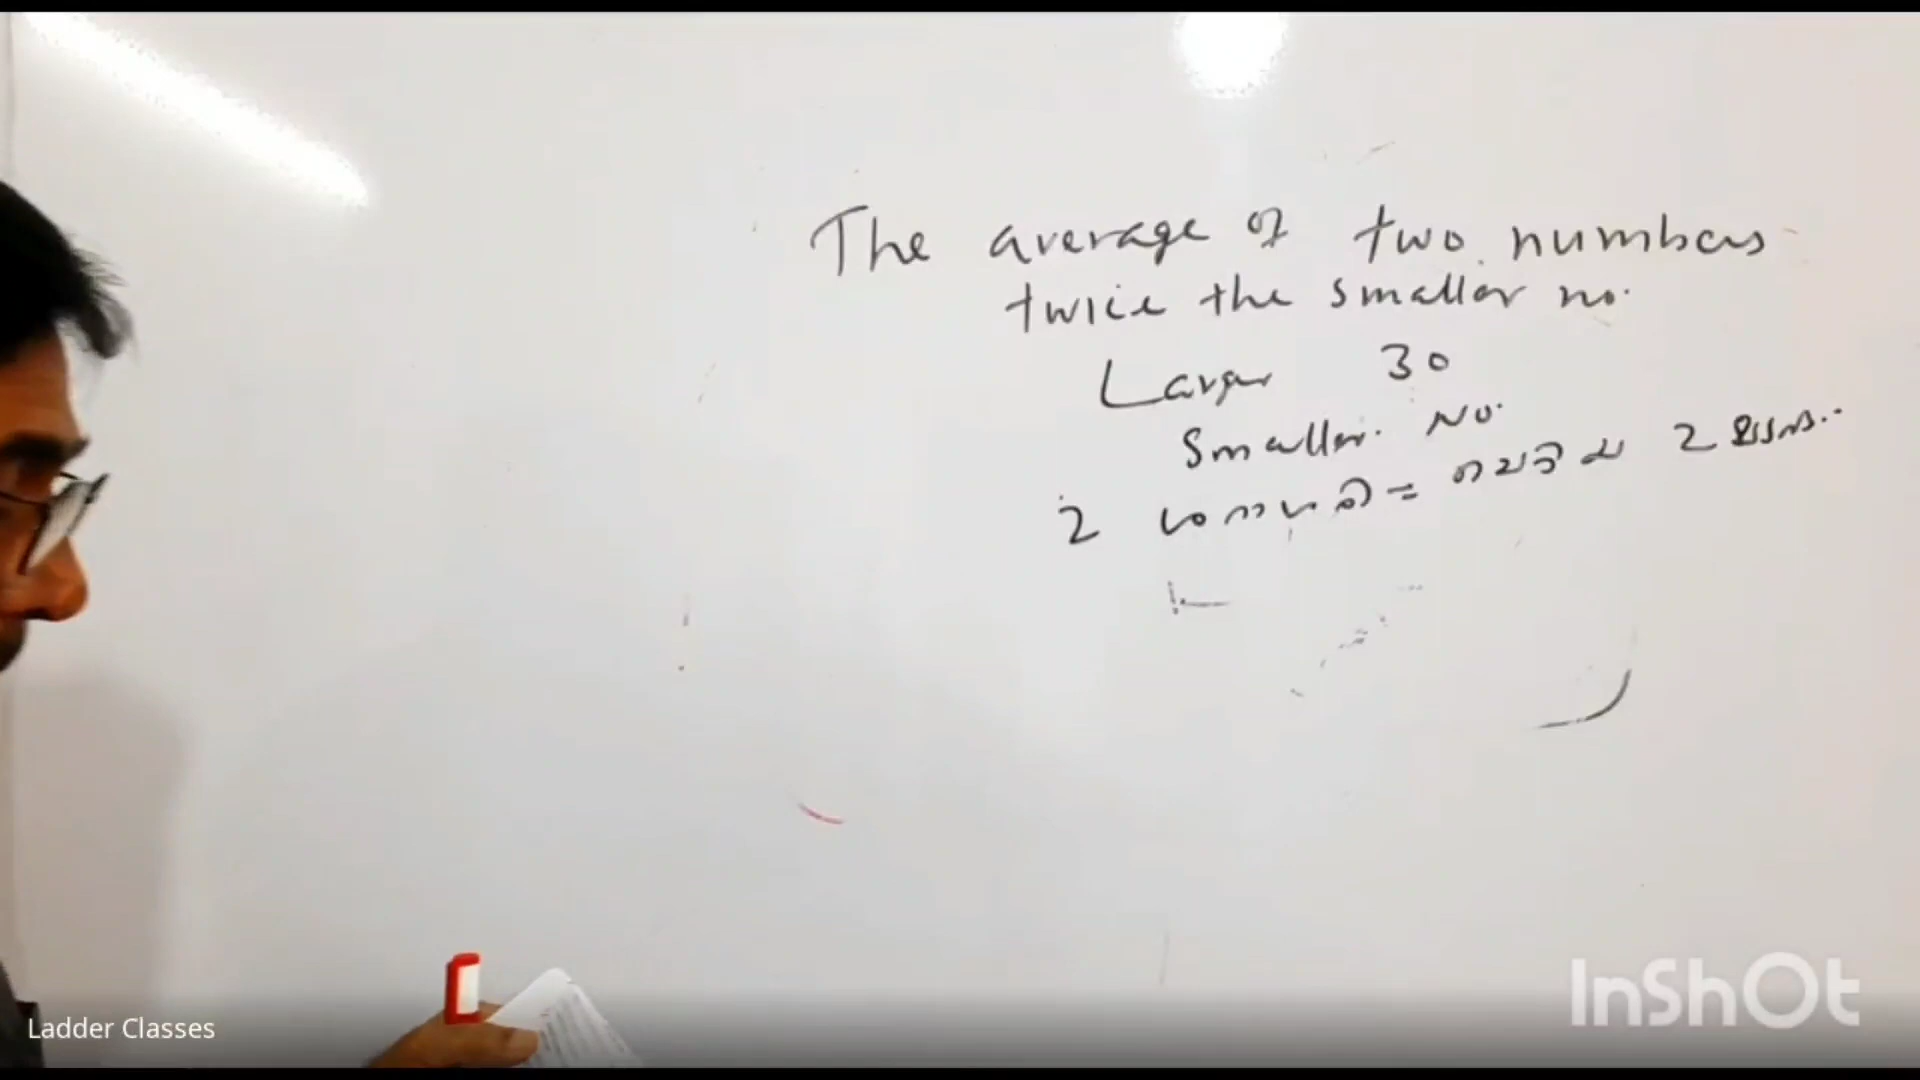 The average of two numbers
twice the smaller no.
Larger 30
Smaller No.
2
Ladder Classes
InShOt